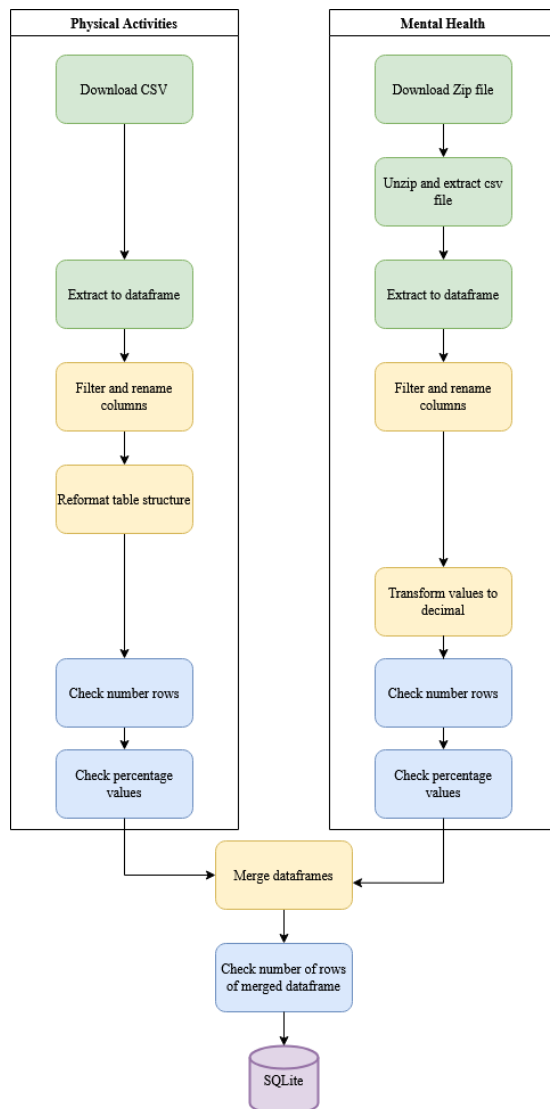 Physical Activities
Download CSV
Extract to dataframe
Filter and rename
columns
Reformat table structure
Check number rows
Check percentage
values
Mental Health
Download Zip file
Unzip and extract csv
file
Extract to dataframe
Filter and rename
columns
Transform values to
decimal
Check number rows
Check percentage
values
Merge dataframes
Check number of rows
of merged dataframe
SQLite